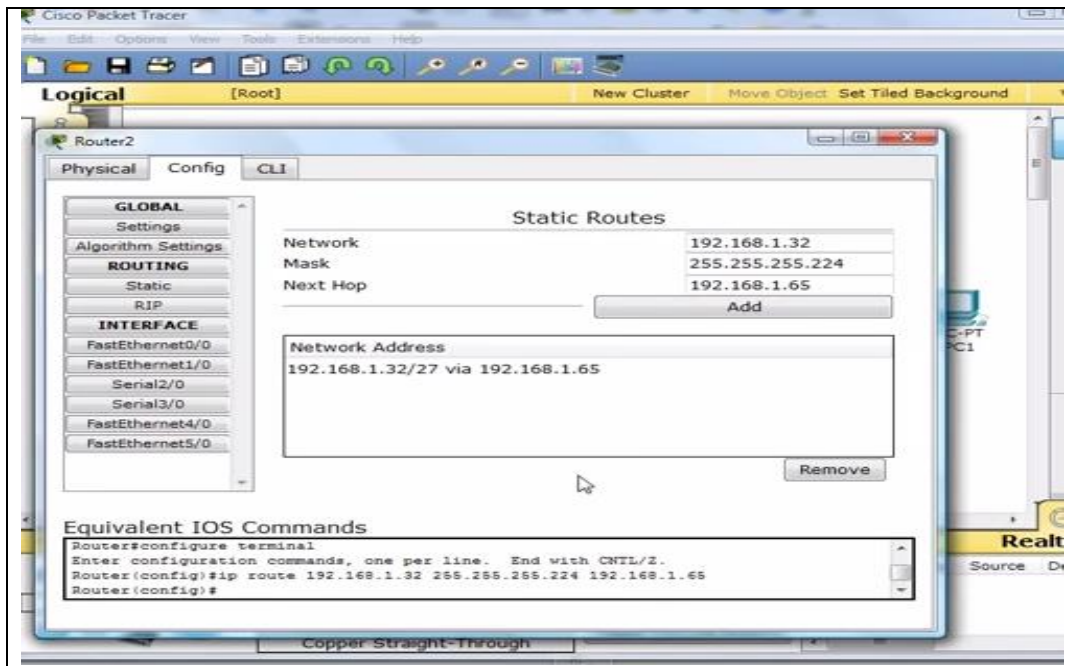 Cisco Packet Tracer
File Edit Options View Tools Extensions Help
Logical [Root] New Cluster Move Object Set Tiled Background
Router2
Physical Config CLI
GLOBAL
Settings
Algorithm Settings
ROUTING
Static
RIP
INTERFACE
FastEthernet0/0
FastEthernet1/0
Serial2/0
Serial3/0
FastEthernet4/0
FastEthernet5/0
Static Routes
Network 192.168.1.32
Mask 255.255.255.224
Next Hop 192.168.1.65
Add
Network Address
192.168.1.32/27 via 192.168.1.65
Remove
C-PT
PC1
Equivalent IOS Commands
Router#configure terminal
Enter configuration commands, one per line. End with CNTL/Z.
Router(config)#ip route 192.168.1.32 255.255.255.224 192.168.1.65
Router(config)#
Realt
Source De
Copper Straight-Through